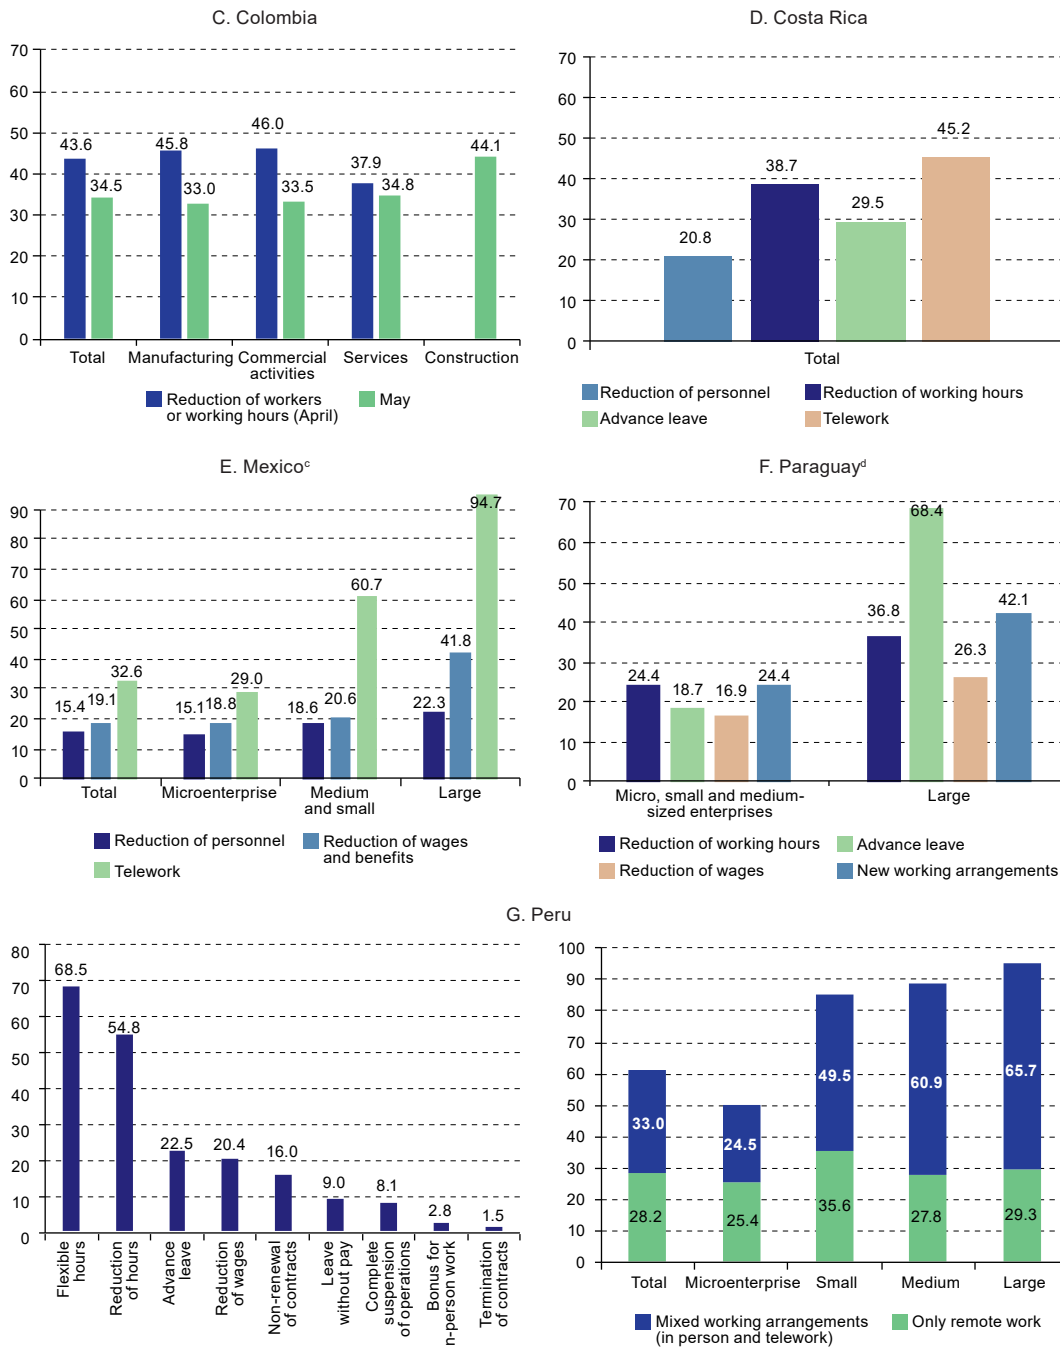 C. Colombia
70
60
50
40
30
20
10
0
43.6
34.5
45.8
33.0
46.0
33.5
37.9
34.8
44.1
Total
Manufacturing
Commercial
activities
Services
Construction
Reduction of workers
or working hours (April)
May
D. Costa Rica
70
60
50
40
30
20
10
0
20.8
38.7
29.5
45.2
Total
Reduction of personnel
Reduction of working hours
Advance leave
Telework
E. Mexicoᶜ
90
80
70
60
50
40
30
20
10
0
15.4
19.1
32.6
15.1
18.8
29.0
18.6
20.6
60.7
22.3
41.8
94.7
Total
Microenterprise
Medium
and small
Large
Reduction of personnel
Reduction of wages
and benefits
Telework
F. Paraguayᵈ
70
60
50
40
30
20
10
0
24.4
18.7
16.9
24.4
36.8
68.4
26.3
42.1
Micro, small and medium-
sized enterprises
Large
Reduction of working hours
Advance leave
Reduction of wages
New working arrangements
G. Peru
80
70
60
50
40
30
20
10
0
68.5
54.8
22.5
20.4
16.0
9.0
8.1
2.8
1.5
Flexible
hours
Reduction
of hours
Advance
leave
Reduction
of wages
Non-renewal
of contracts
Leave
without pay
Complete
suspension
of operations
Bonus for
n-person work
Termination
of contracts
100
90
80
70
60
50
40
30
20
10
0
33.0
28.2
24.5
25.4
49.5
35.6
60.9
27.8
65.7
29.3
Total
Microenterprise
Small
Medium
Large
Mixed working arrangements
(in person and telework)
Only remote work